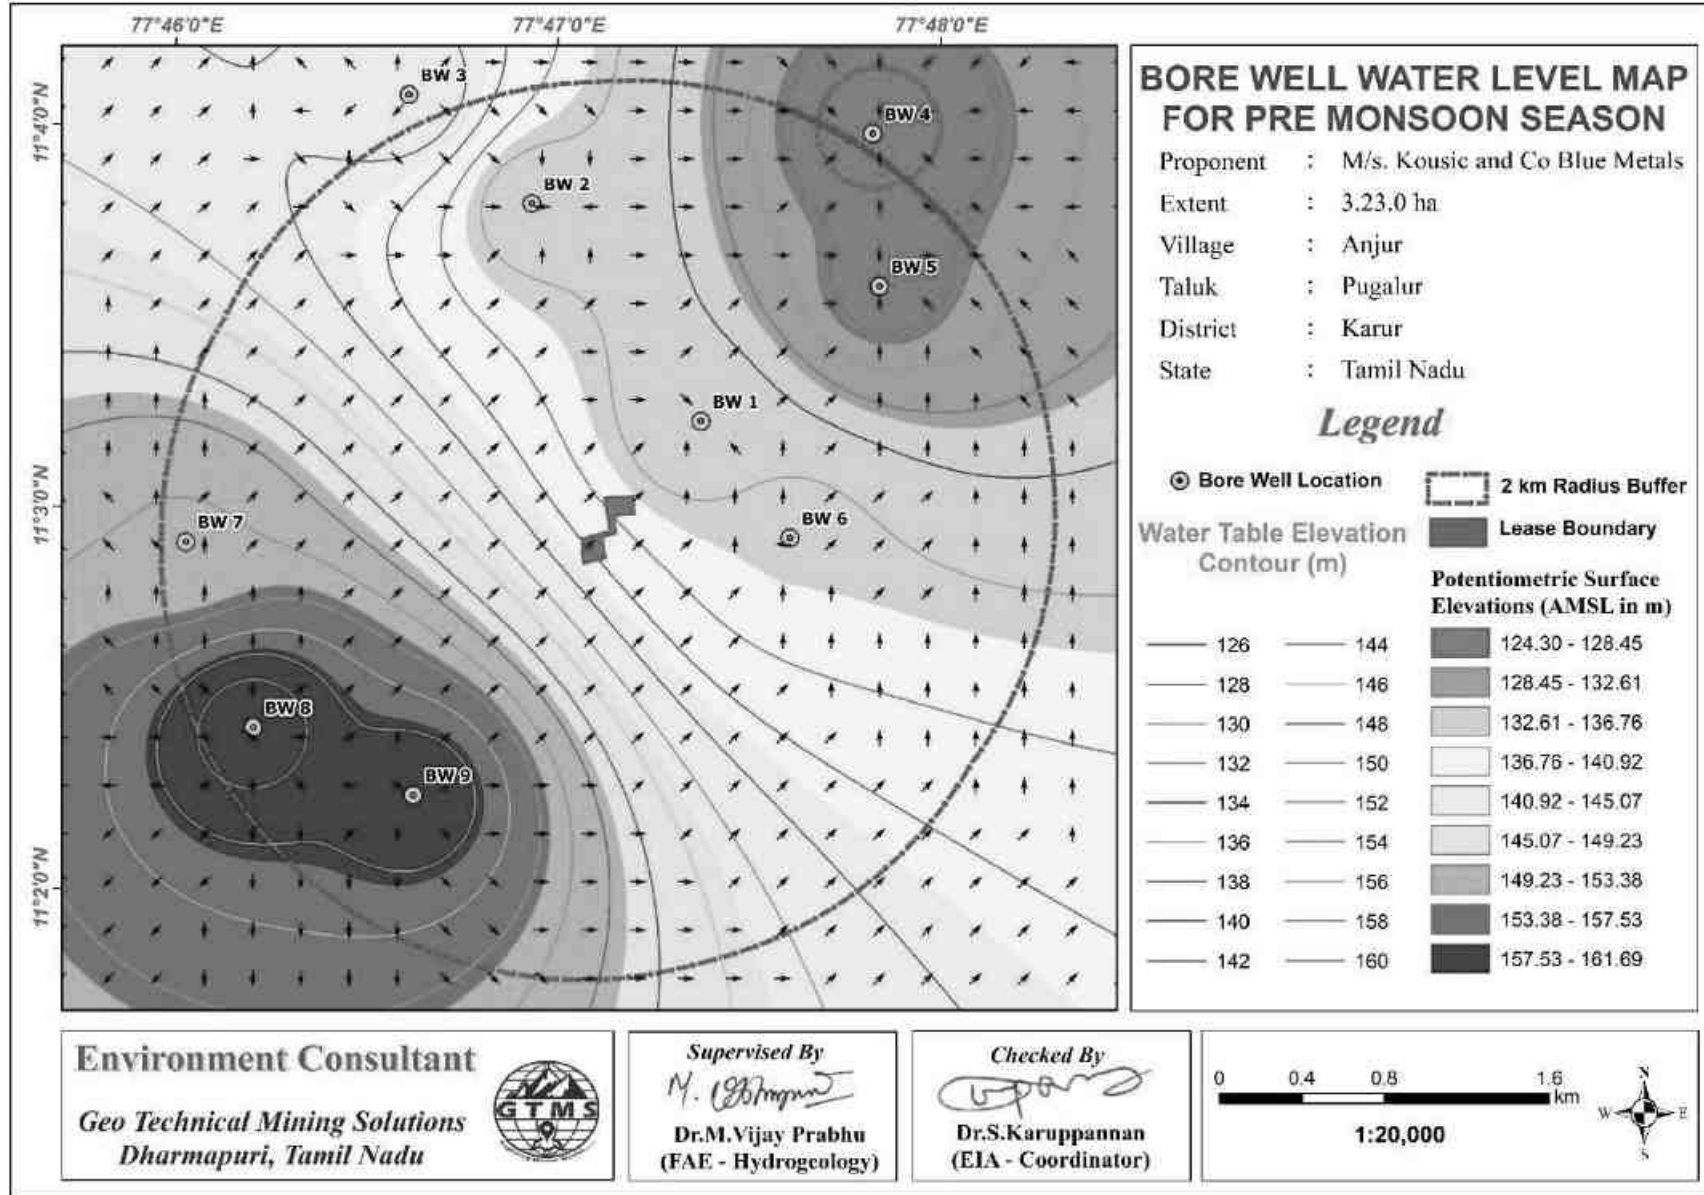 77°46'0"E
77°47'0"E
77°48'0"E
11°4'0"N
11°3'0"N
11°2'0"N
BW 3
BW 4
BW 2
BW 5
BW 1
BW 7
BW 6
BW 8
BW 9
BORE WELL WATER LEVEL MAP
FOR PRE MONSOON SEASON
Proponent : M/s. Kousic and Co Blue Metals
Extent : 3.23.0 ha
Village : Anjur
Taluk : Pugalur
District : Karur
State : Tamil Nadu
Legend
Bore Well Location
2 km Radius Buffer
Lease Boundary
Water Table Elevation
Contour (m)
126 144
128 146
130 148
132 150
134 152
136 154
138 156
140 158
142 160
Potentiometric Surface
Elevations (AMSL in m)
124.30 - 128.45
128.45 - 132.61
132.61 - 136.76
136.76 - 140.92
140.92 - 145.07
145.07 - 149.23
149.23 - 153.38
153.38 - 157.53
157.53 - 161.69
Environment Consultant
Geo Technical Mining Solutions
Dharmapuri, Tamil Nadu
GTMS
Supervised By
Dr.M.Vijay Prabhu
(FAE - Hydrogeology)
Checked By
Dr.S.Karuppannan
(EIA - Coordinator)
0 0.4 0.8 1.6
km
1:20,000
N
W E
S